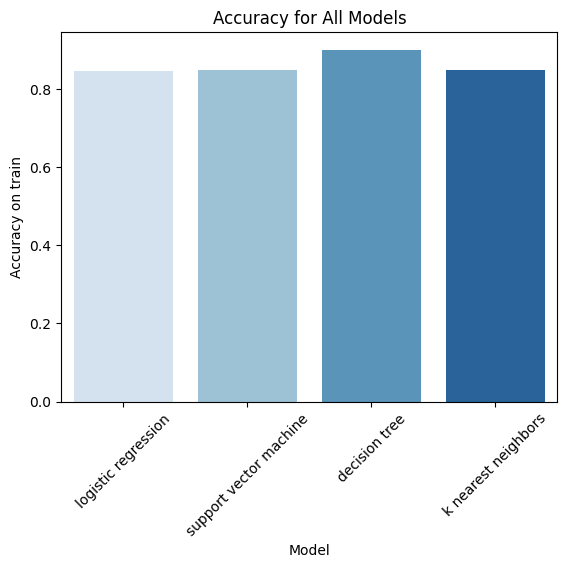 Accuracy for All Models
Accuracy on train
0.8
0.6
0.4
0.2
0.0
logistic regression
support vector machine
decision tree
k nearest neighbors
Model